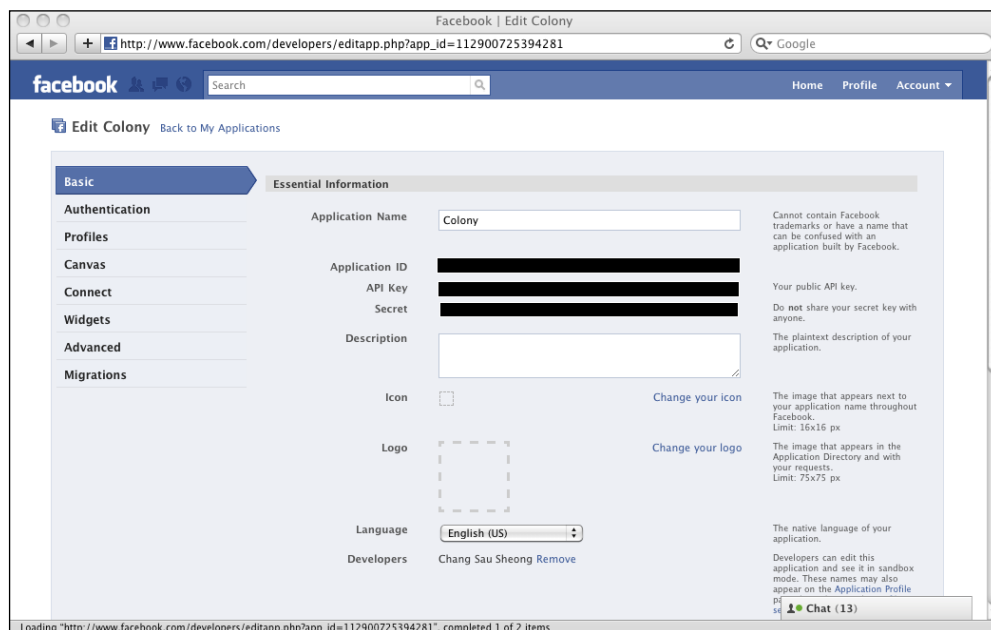 Facebook | Edit Colony
http://www.facebook.com/developers/editapp.php?app_id=112900725394281
Google
facebook
Search
Home Profile Account
Edit Colony Back to My Applications
Basic
Authentication
Profiles
Canvas
Connect
Widgets
Advanced
Migrations
Essential Information
Application Name
Colony
Cannot contain Facebook
trademarks or have a name that
can be confused with an
application built by Facebook.
Application ID
API Key
Your public API key.
Secret
Do not share your secret key with
anyone.
Description
The plaintext description of your
application.
Icon
Change your icon
The image that appears next to
your application name throughout
Facebook.
Limit: 16x16 px
Logo
Change your logo
The image that appears in the
Application Directory and with
your requests.
Limit: 75x75 px
Language
English (US)
The native language of your
application.
Developers
Chang Sau Sheong Remove
Developers can edit this
application and see it in sandbox
mode. These names may also
appear on the Application Profile
Chat (13)
Loading "http://www.facebook.com/developers/editapp.php?app_id=112900725394281", completed 1 of 2 items